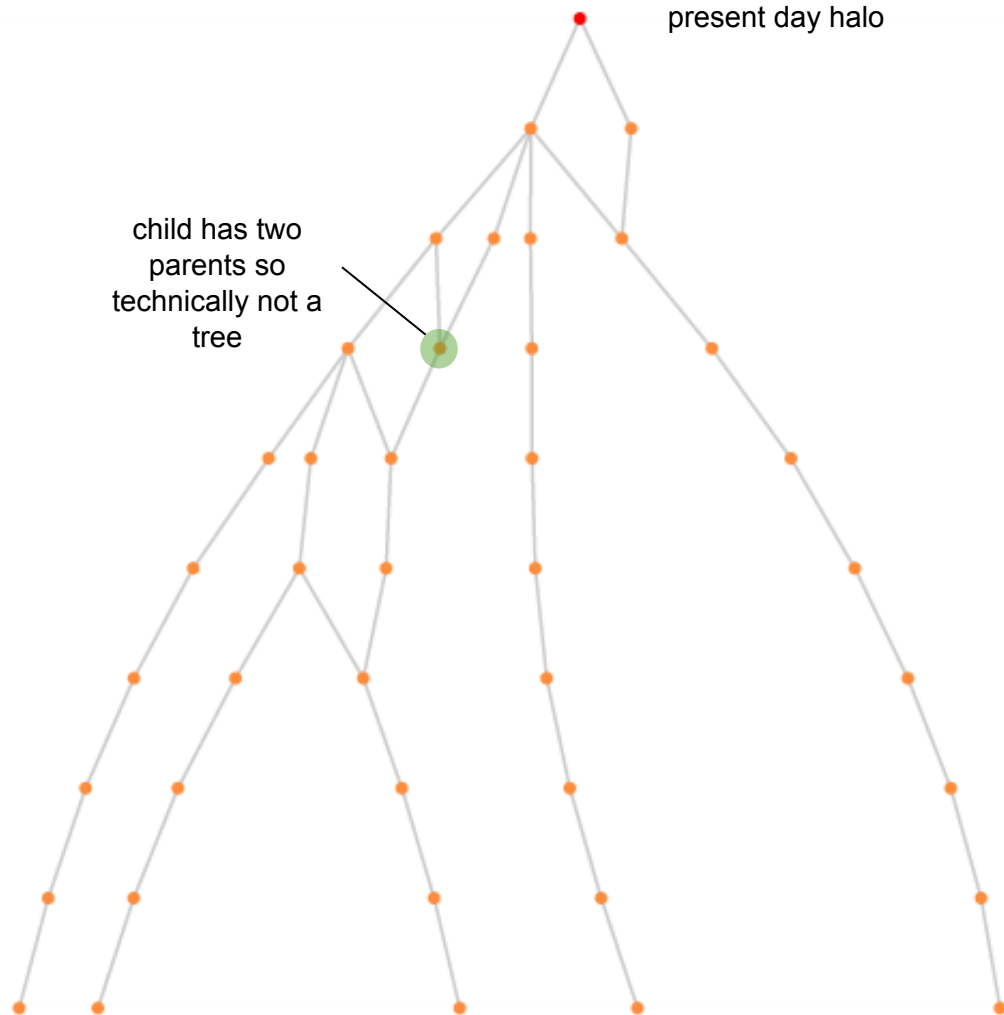 present day halo
child has two
parents so
technically not a
tree